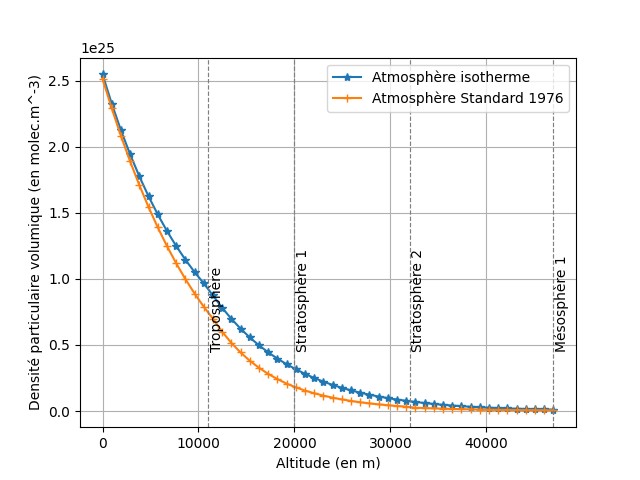 1e25
Atmosphère isotherme
Atmosphère Standard 1976
2.5
2.0
1.5
1.0
0.5
0.0
Densité particulaire volumique (en molec.m^-3)
Troposphère
Stratosphère 1
Stratosphère 2
Mésosphère 1
0
10000
20000
30000
40000
Altitude (en m)